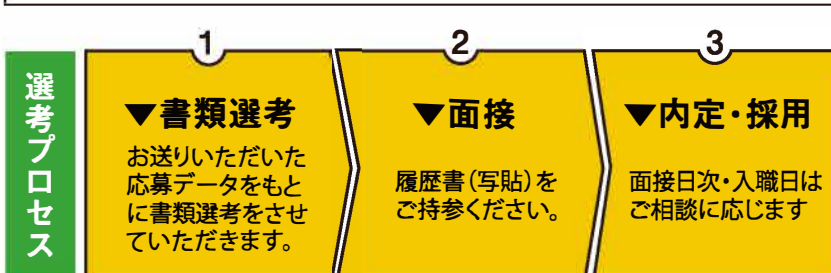 選考プロセス
1
▼書類選考
お送りいただいた
応募データをもと
に書類選考をさせ
ていただきます。
2
▼面接
履歴書（写貼）を
ご持参ください。
3
▼内定・採用
面接日次・入職日は
ご相談に応じます